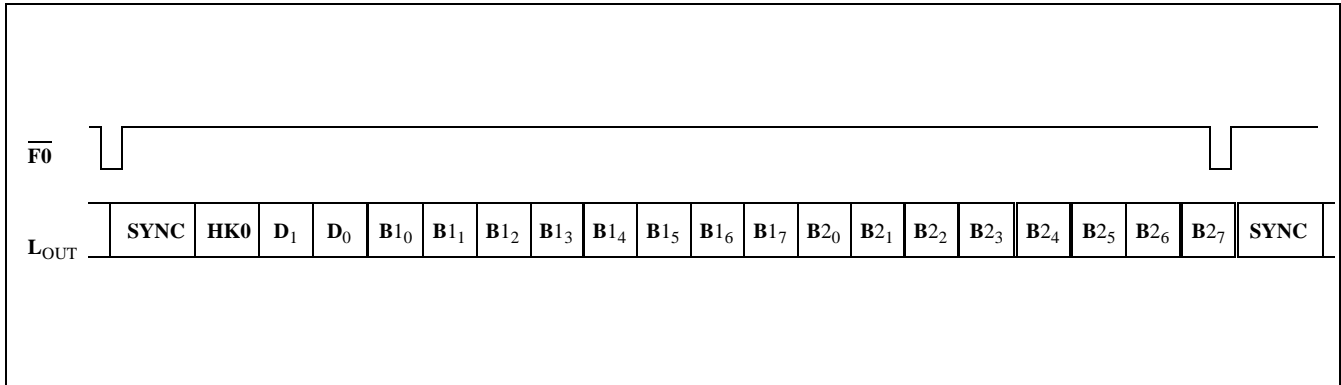 F0
L_OUT SYNC HK0 D₁ D₀ B1₀ B1₁ B1₂ B1₃ B1₄ B1₅ B1₆ B1₇ B2₀ B2₁ B2₂ B2₃ B2₄ B2₅ B2₆ B2₇ SYNC